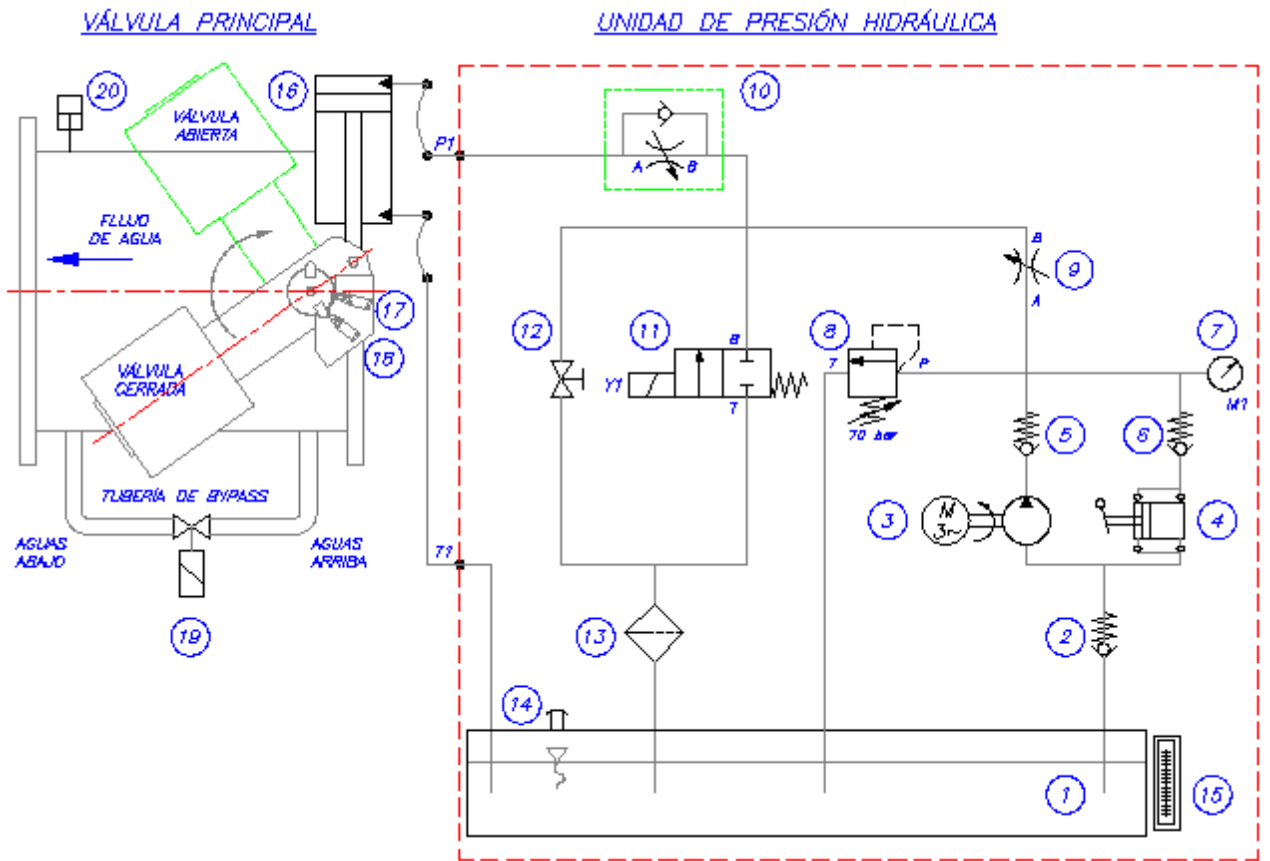 VÁLVULA PRINCIPAL
UNIDAD DE PRESIÓN HIDRÁULICA
20
16
10
VÁLVULA
ABIERTA
P1
A
B
FLUJO
DE AGUA
B
9
A
17
18
12
11
8
7
B
T
P
Y1
T
70 bar
M1
VÁLVULA
CERRADA
5
6
TUBERÍA DE BYPASS
3
M
3~
4
AGUAS
ABAJO
AGUAS
ARRIBA
T1
19
13
2
14
1
15